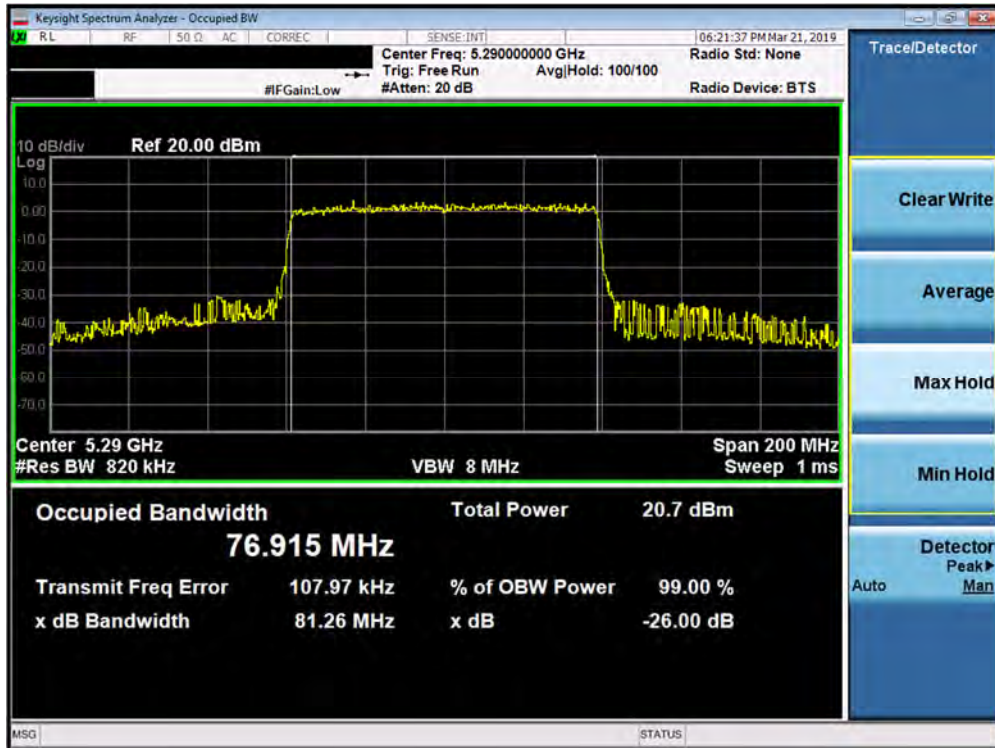 Keysight Spectrum Analyzer - Occupied BW
LXI RL RF 50 Ω AC CORREC SENSE:INT 06:21:37 PM Mar 21, 2019
Center Freq: 5.290000000 GHz Radio Std: None
Trig: Free Run Avg|Hold: 100/100
#IFGain:Low #Atten: 20 dB Radio Device: BTS
10 dB/div Ref 20.00 dBm
Log
10.0
0.00
-10.0
-20.0
-30.0
-40.0
-50.0
-60.0
-70.0
Center 5.29 GHz Span 200 MHz
#Res BW 820 kHz VBW 8 MHz Sweep 1 ms
Occupied Bandwidth Total Power 20.7 dBm
76.915 MHz
Transmit Freq Error 107.97 kHz % of OBW Power 99.00 %
x dB Bandwidth 81.26 MHz x dB -26.00 dB
MSG STATUS
Trace/Detector
Clear Write
Average
Max Hold
Min Hold
Detector
Peak▶
Auto Man